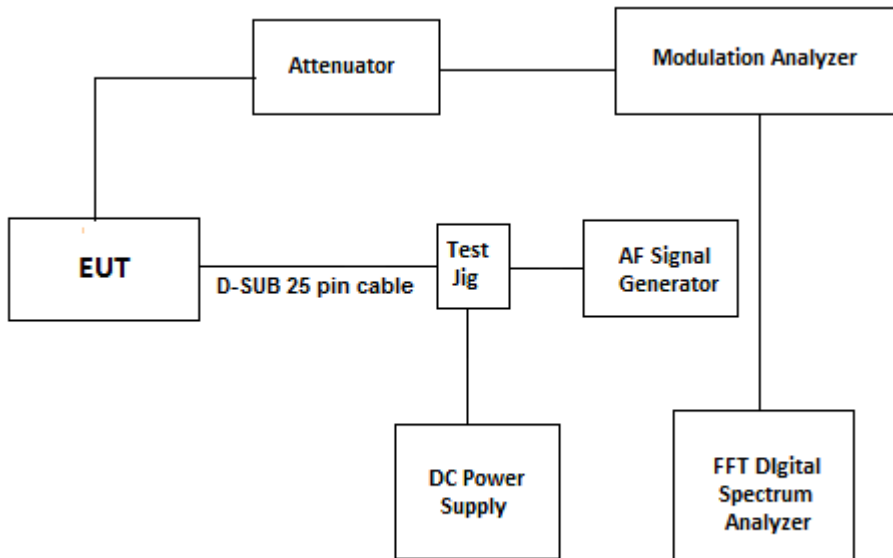 Attenuator
Modulation Analyzer
EUT
D-SUB 25 pin cable
Test
Jig
AF Signal
Generator
DC Power
Supply
FFT DIgital
Spectrum
Analyzer